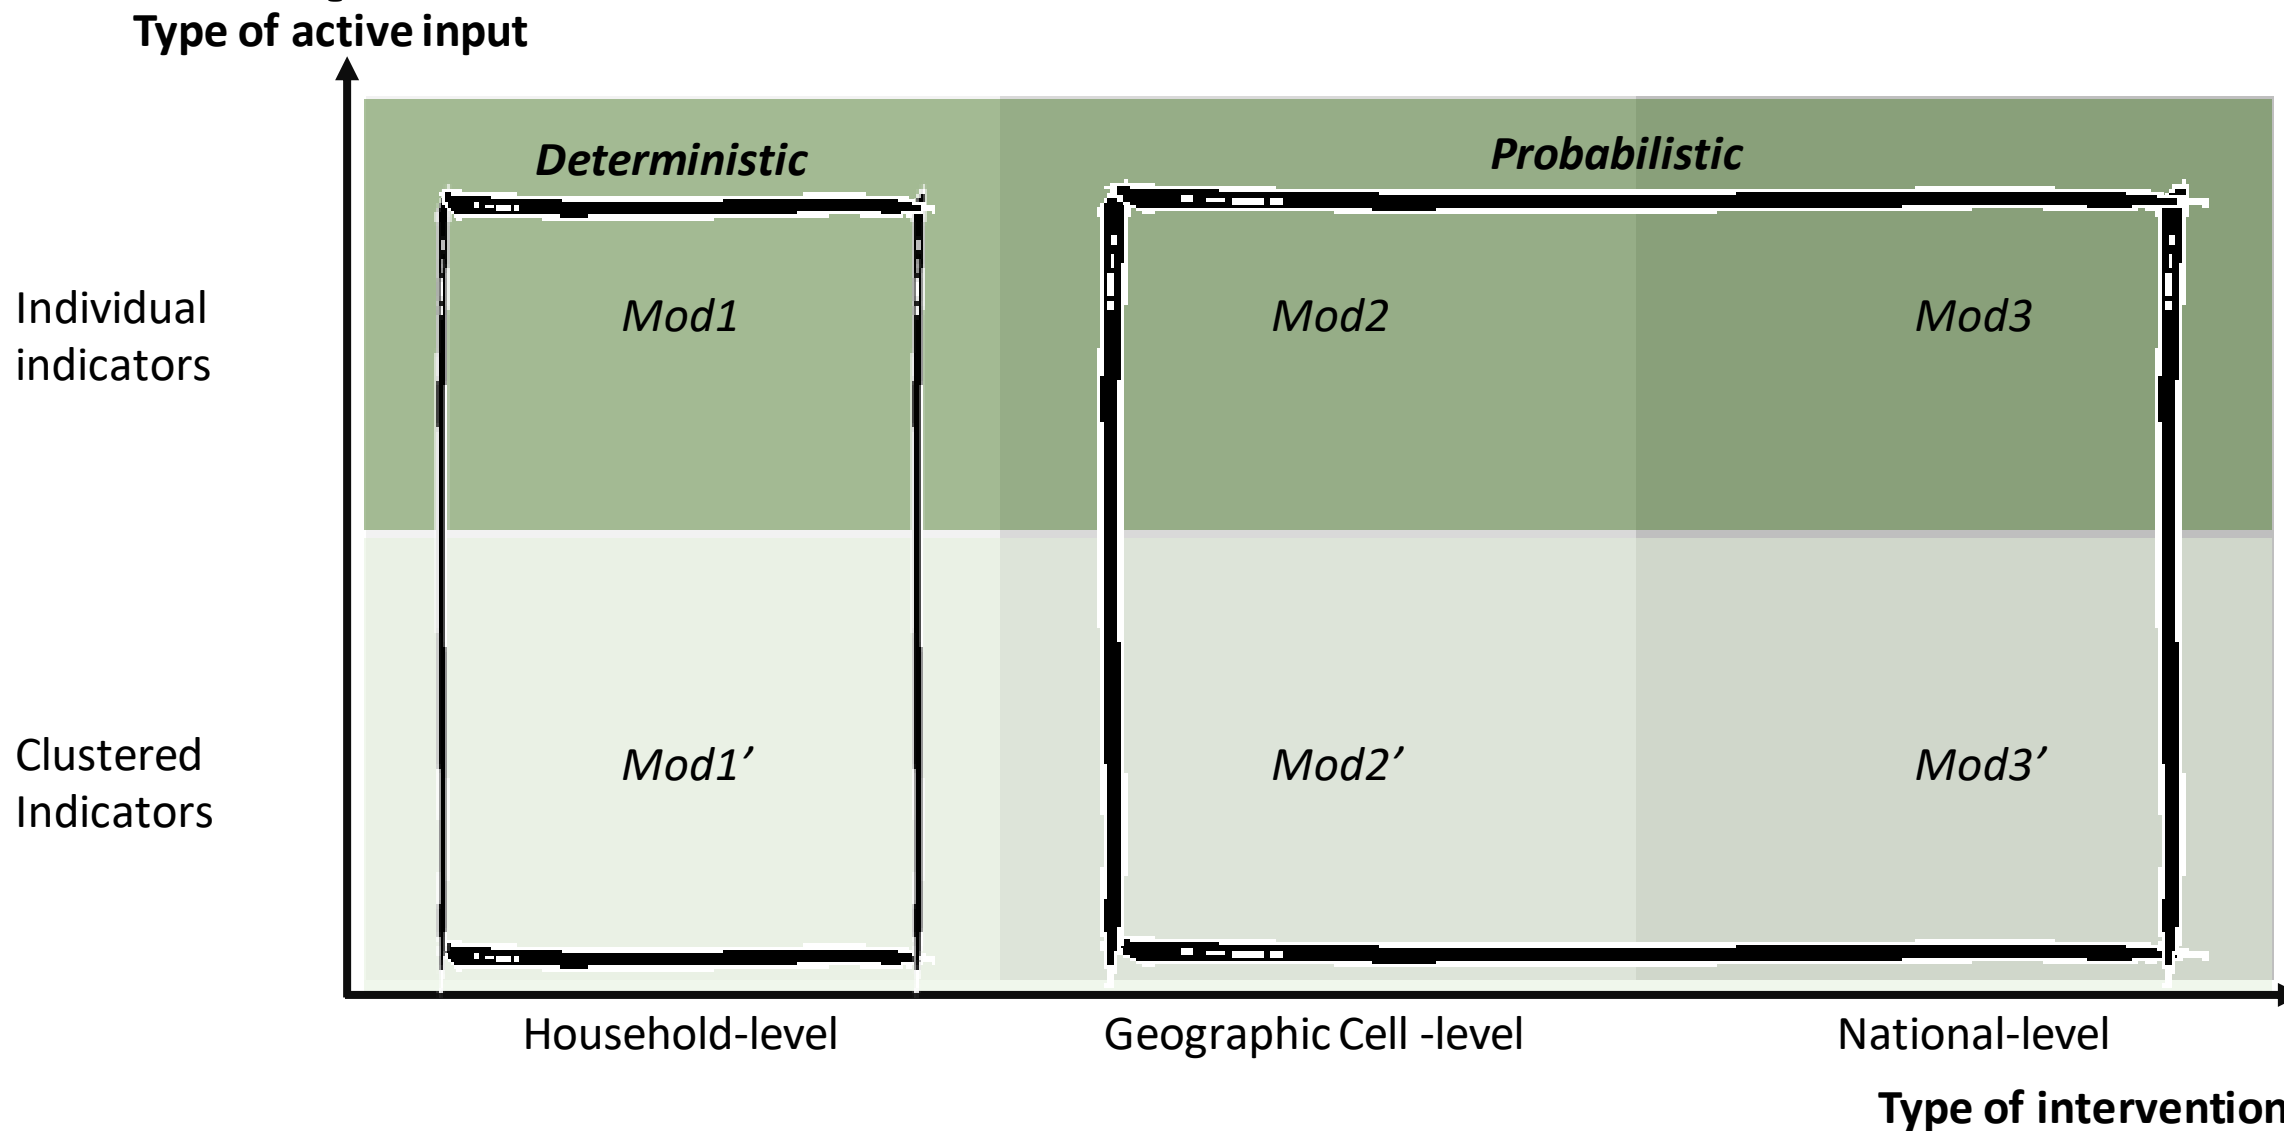 Type of active input
Deterministic
Probabilistic
Individual
indicators
Mod1
Mod2
Mod3
Clustered
Indicators
Mod1’
Mod2’
Mod3’
Household-level
Geographic Cell -level
National-level
Type of intervention